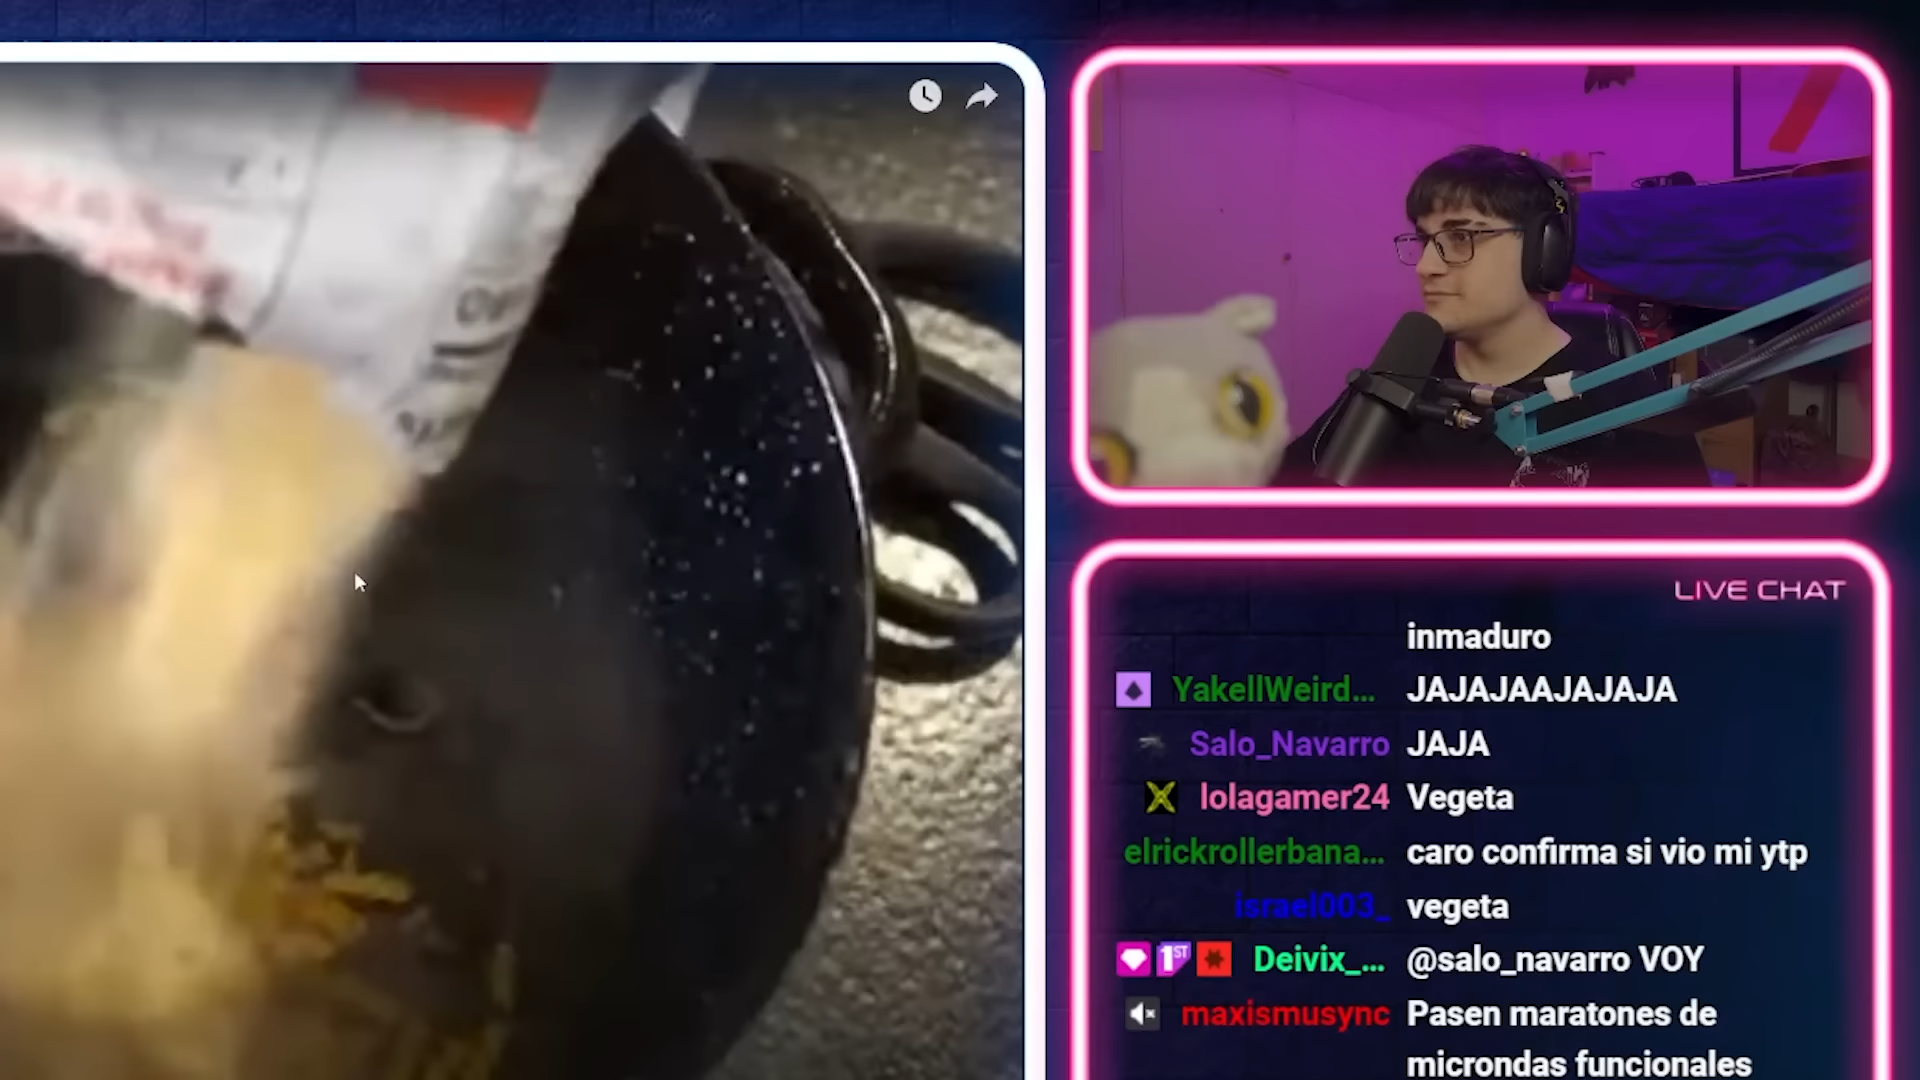 LIVE CHAT
inmaduro
YakellWeird... JAJAJAAJAJAJA
Salo_Navarro JAJA
lolagamer24 Vegeta
elrickrollerbana... caro confirma si vio mi ytp
israel003_ vegeta
1ST Deivix_... @salo_navarro VOY
maxismusync Pasen maratones de
microndas funcionales